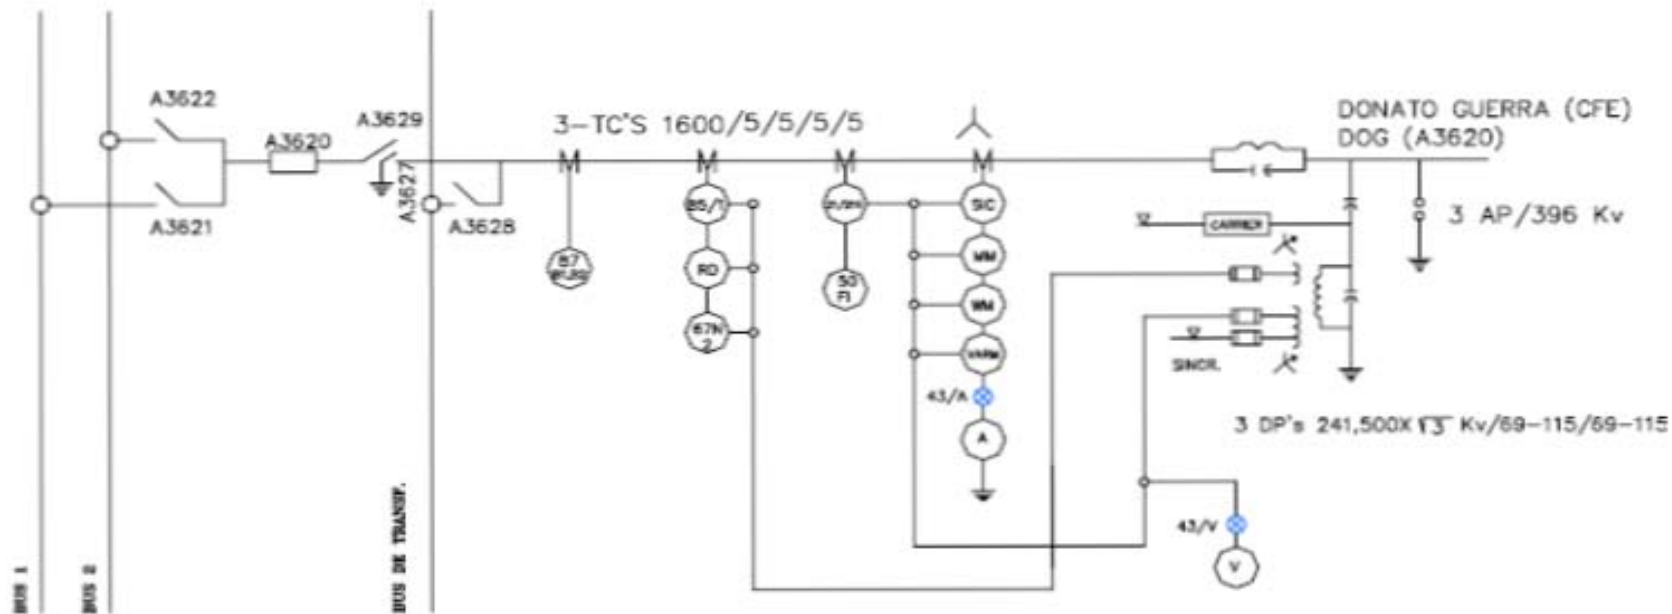 A3622
A3620
A3629
A3621
A3627
A3628
3-TC'S 1600/5/5/5/5
DONATO GUERRA (CFE)
DOG (A3620)
3 AP/396 Kv
85/T
RD
67N
2
87
50
FI
SIC
MM
WM
VARM
43/A
A
CARRIER
SINCR.
3 DP's 241,500X √3 Kv/69-115/69-115
43/V
V
BUS 1
BUS 2
BUS DE TRANSF.